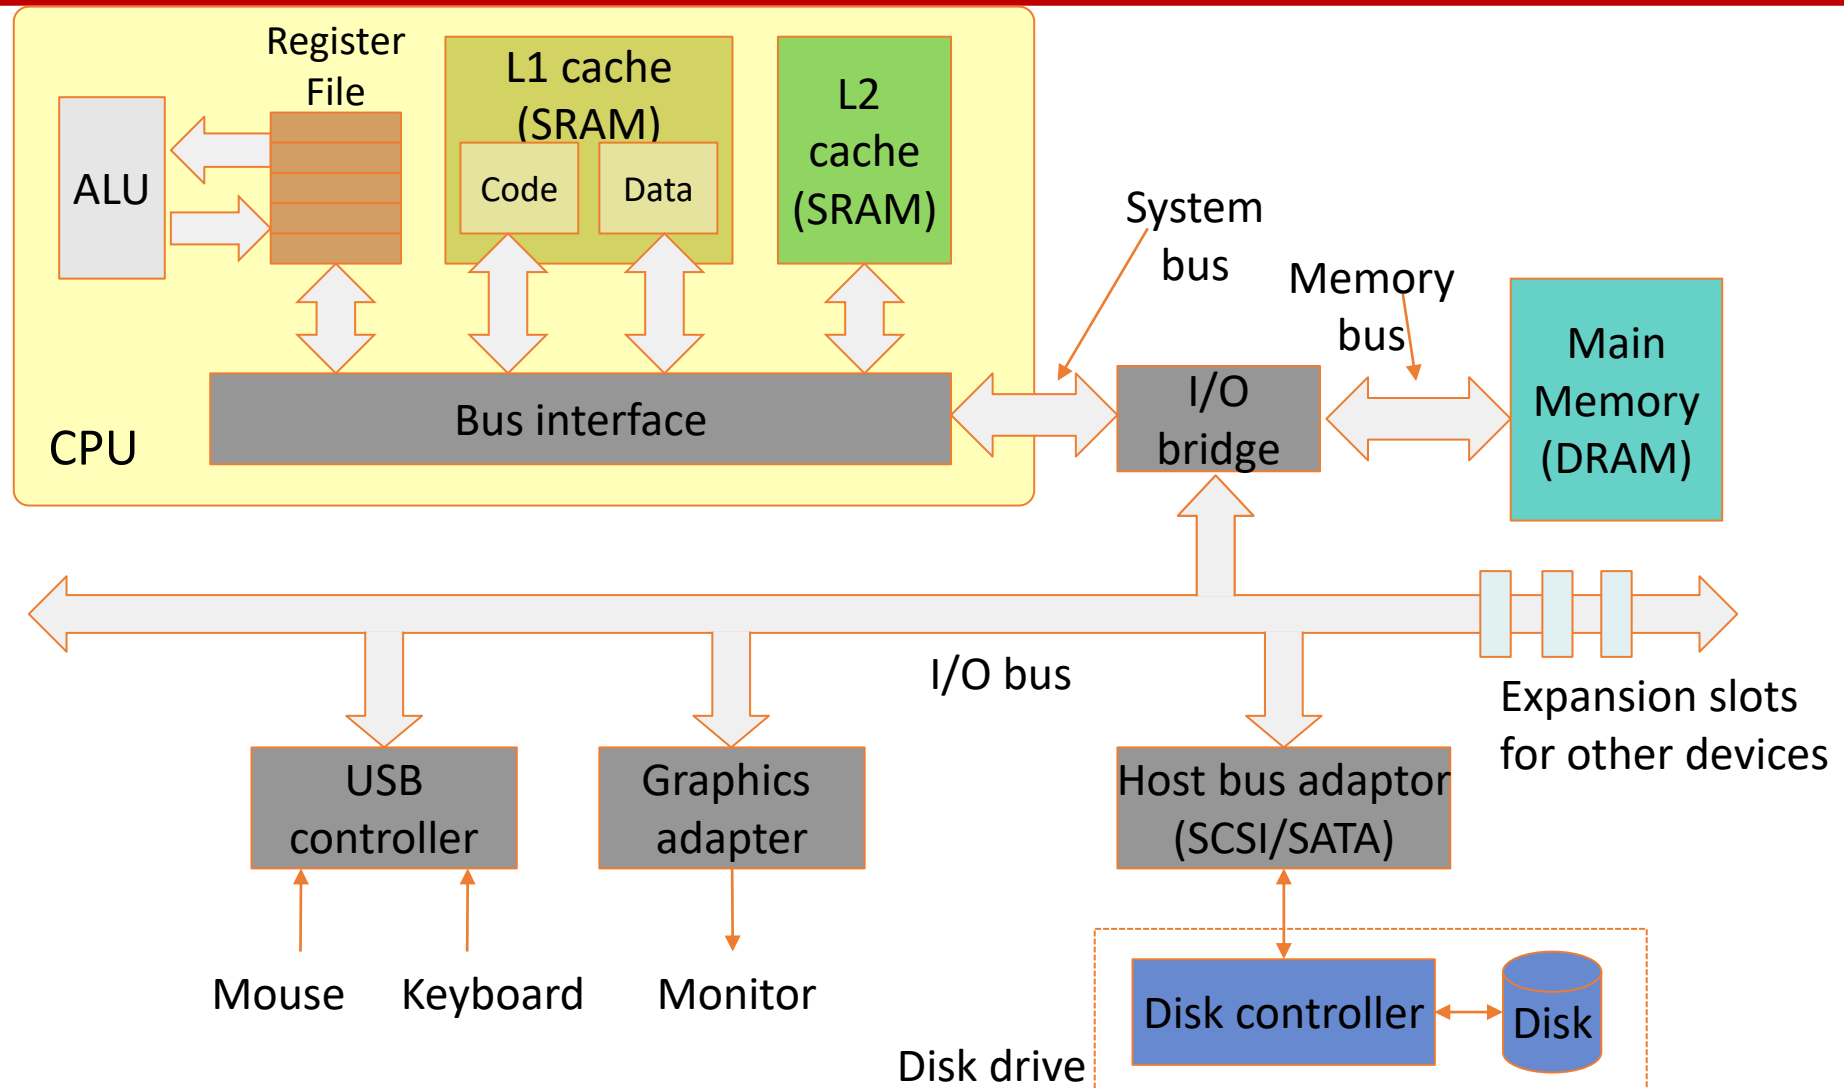 Register
File
L1 cache
(SRAM)
L2
cache
(SRAM)
ALU
Code
Data
System
bus
Memory
bus
Main
Memory
(DRAM)
I/O
bridge
Bus interface
CPU
I/O bus
Expansion slots
for other devices
USB
controller
Graphics
adapter
Host bus adaptor
(SCSI/SATA)
Mouse
Keyboard
Monitor
Disk controller
Disk
Disk drive